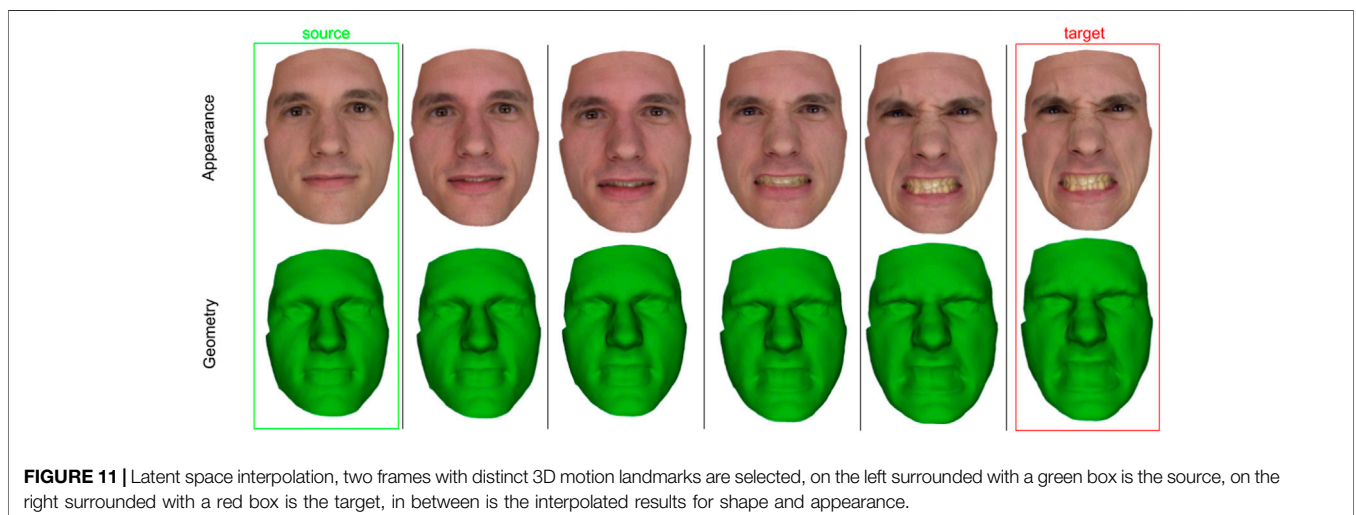 source
target
Appearance
Geometry
FIGURE 11 | Latent space interpolation, two frames with distinct 3D motion landmarks are selected, on the left surrounded with a green box is the source, on the
right surrounded with a red box is the target, in between is the interpolated results for shape and appearance.